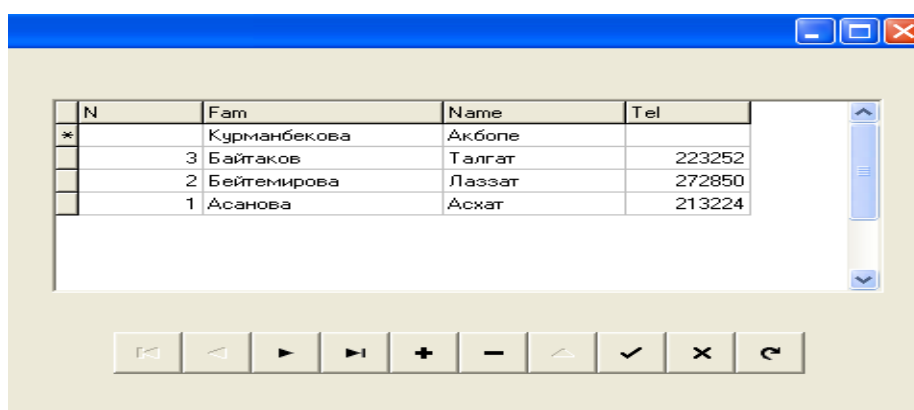 N Fam Name Tel
* Курманбекова Акбопе
3 Байтаков Талгат 223252
2 Бейтемирова Лаззат 272850
1 Асанова Асхат 213224